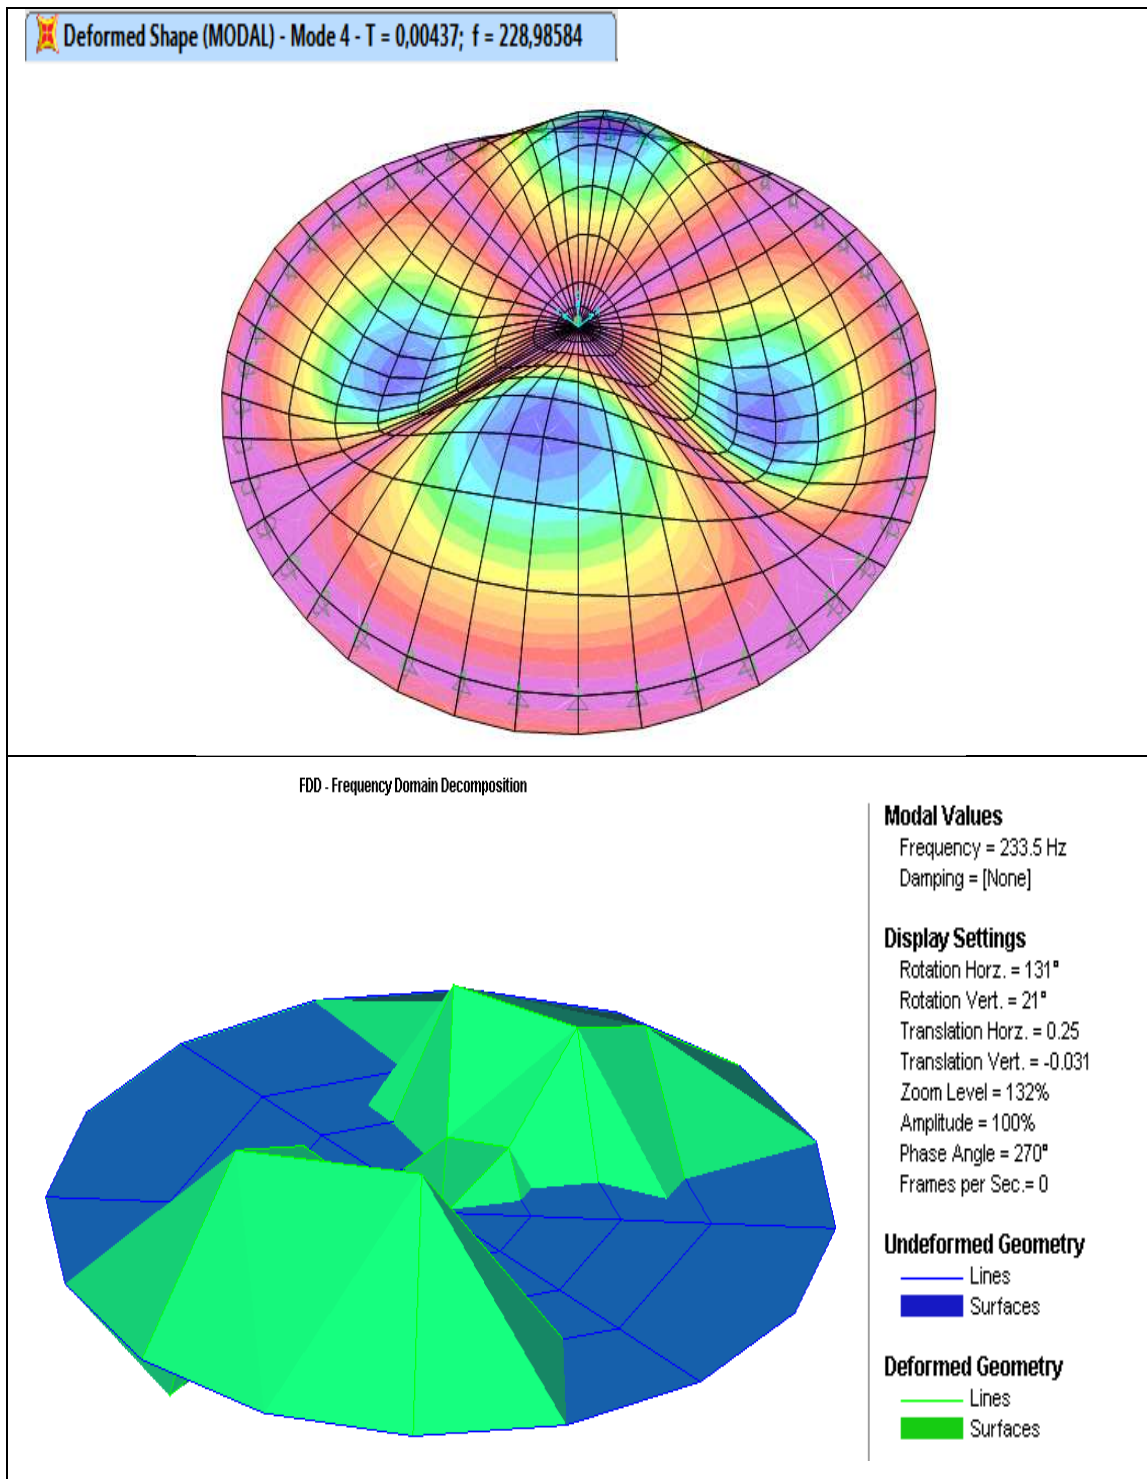 Deformed Shape (MODAL) - Mode 4 - T = 0,00437; f = 228,98584
FDD - Frequency Domain Decomposition
Modal Values
Frequency = 233.5 Hz
Damping = [None]
Display Settings
Rotation Horz. = 131°
Rotation Vert. = 21°
Translation Horz. = 0.25
Translation Vert. = -0.031
Zoom Level = 132%
Amplitude = 100%
Phase Angle = 270°
Frames per Sec.= 0
Undeformed Geometry
Lines
Surfaces
Deformed Geometry
Lines
Surfaces